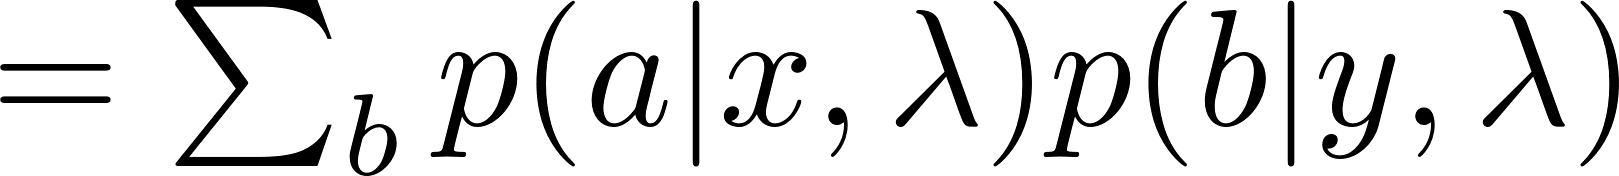 = ∑_b p(a|x, λ)p(b|y, λ)